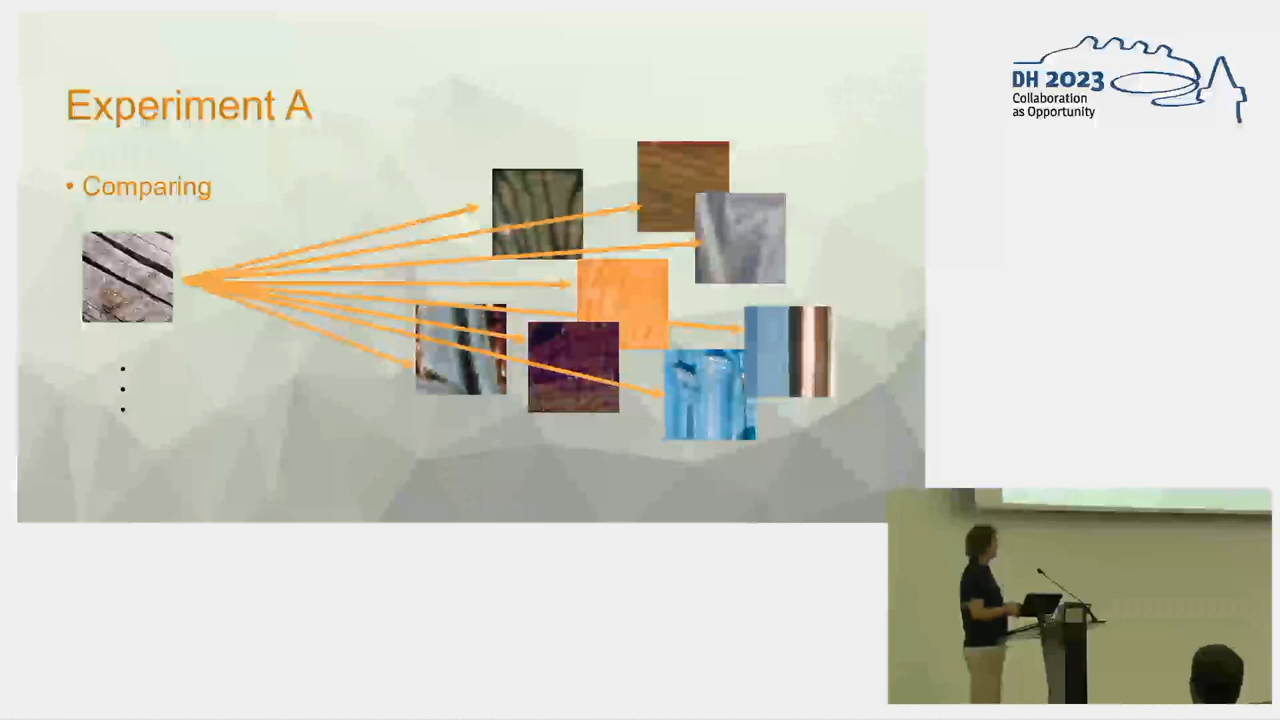 Experiment A
• Comparing
DH 2023
Collaboration
as Opportunity